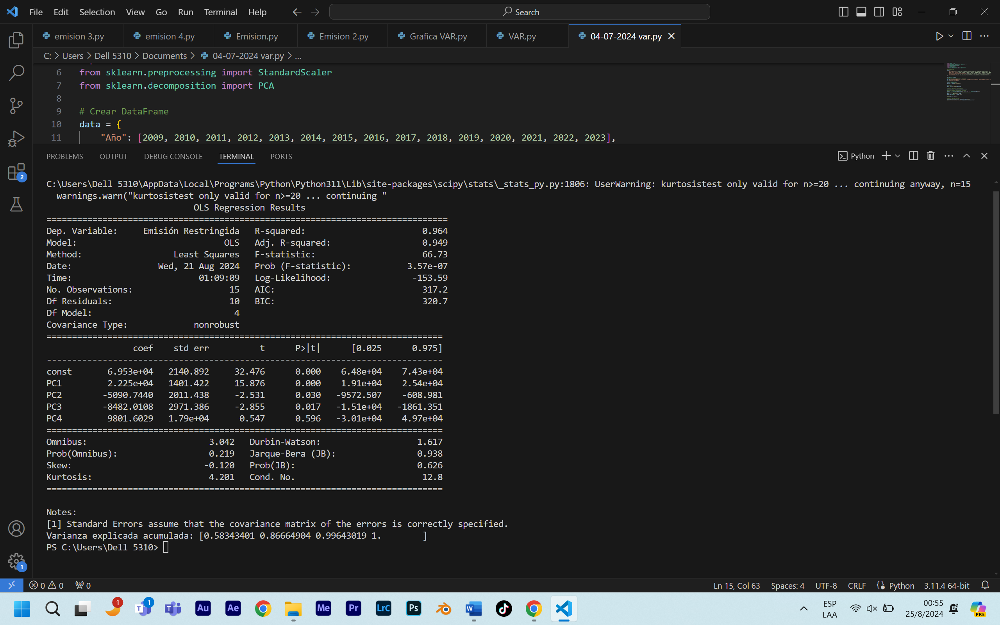 File Edit Selection View Go Run Terminal Help Search
emision 3.py emision 4.py Emision.py Emision 2.py Grafica VAR.py VAR.py 04-07-2024 var.py
C: > Users > Dell 5310 > Documents > 04-07-2024 var.py > ...
6 from sklearn.preprocessing import StandardScaler
7 from sklearn.decomposition import PCA
8
9 # Crear DataFrame
10 data = {
11 "Año": [2009, 2010, 2011, 2012, 2013, 2014, 2015, 2016, 2017, 2018, 2019, 2020, 2021, 2022, 2023],
PROBLEMS OUTPUT DEBUG CONSOLE TERMINAL PORTS Python
C:\Users\Dell 5310\AppData\Local\Programs\Python\Python311\Lib\site-packages\scipy\stats\_stats_py.py:1806: UserWarning: kurtosistest only valid for n>=20 ... continuing anyway, n=15
warnings.warn("kurtosistest only valid for n>=20 ... continuing "
OLS Regression Results
==============================================================================
Dep. Variable: Emisión Restringida R-squared: 0.964
Model: OLS Adj. R-squared: 0.949
Method: Least Squares F-statistic: 66.73
Date: Wed, 21 Aug 2024 Prob (F-statistic): 3.57e-07
Time: 01:09:09 Log-Likelihood: -153.59
No. Observations: 15 AIC: 317.2
Df Residuals: 10 BIC: 320.7
Df Model: 4
Covariance Type: nonrobust
==============================================================================
coef std err t P>|t| [0.025 0.975]
------------------------------------------------------------------------------
const 6.953e+04 2140.892 32.476 0.000 6.48e+04 7.43e+04
PC1 2.225e+04 1401.422 15.876 0.000 1.91e+04 2.54e+04
PC2 -5090.7440 2011.438 -2.531 0.030 -9572.507 -608.981
PC3 -8482.0108 2971.386 -2.855 0.017 -1.51e+04 -1861.351
PC4 9801.6029 1.79e+04 0.547 0.596 -3.01e+04 4.97e+04
==============================================================================
Omnibus: 3.042 Durbin-Watson: 1.617
Prob(Omnibus): 0.219 Jarque-Bera (JB): 0.938
Skew: -0.120 Prob(JB): 0.626
Kurtosis: 4.201 Cond. No. 12.8
==============================================================================
Notes:
[1] Standard Errors assume that the covariance matrix of the errors is correctly specified.
Varianza explicada acumulada: [0.58343401 0.86664904 0.99643019 1. ]
PS C:\Users\Dell 5310>
2
1
0 0 0 Ln 15, Col 63 Spaces: 4 UTF-8 CRLF Python 3.11.4 64-bit
1 T 1 T Au Ae Me Pr LrC Ps W ESP 00:55
LAA 25/8/2024 PRE